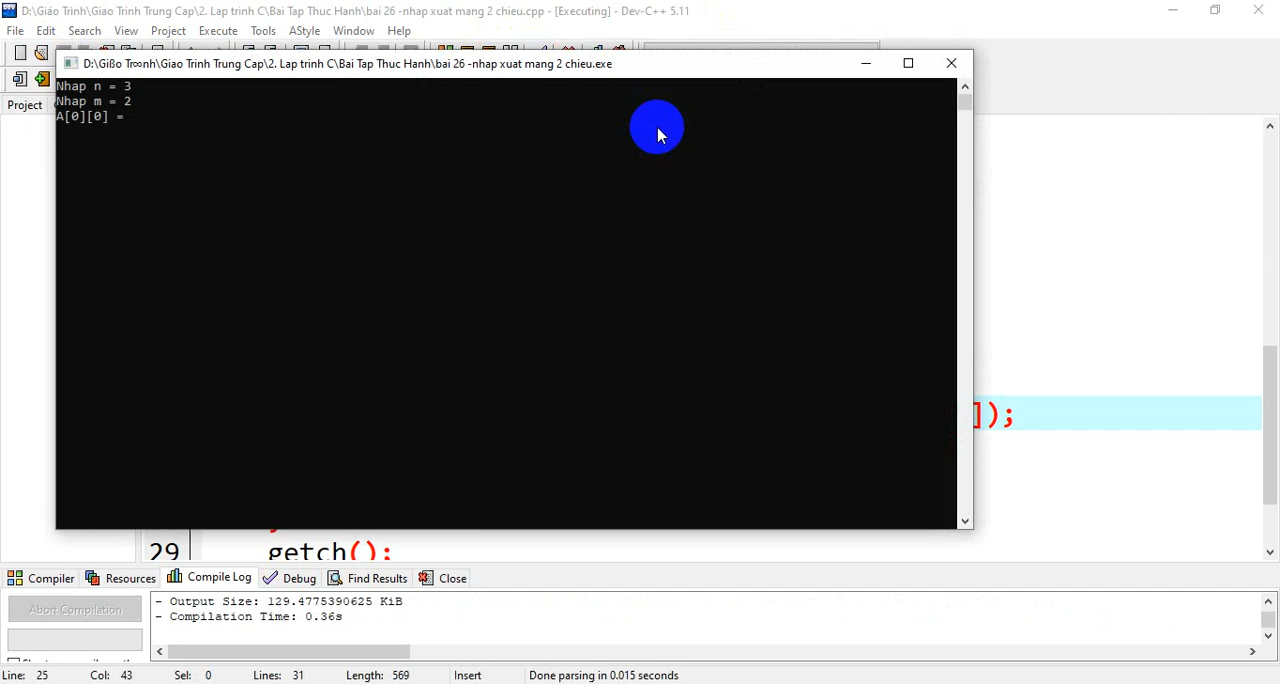 D:\Giáo Trình\Giao Trinh Trung Cap\2. Lap trinh C\Bai Tap Thuc Hanh\bai 26 -nhap xuat mang 2 chieu.cpp - [Executing] - Dev-C++ 5.11
File Edit Search View Project Execute Tools AStyle Window Help
D:\Gißo Tr∞nh\Giao Trinh Trung Cap\2. Lap trinh C\Bai Tap Thuc Hanh\bai 26 -nhap xuat mang 2 chieu.exe
Project
Nhap n = 3
Nhap m = 2
A[0][0] =
]);
29 getch();
Compiler Resources Compile Log Debug Find Results Close
Abort Compilation
- Output Size: 129.4775390625 KiB
- Compilation Time: 0.36s
Line: 25 Col: 43 Sel: 0 Lines: 31 Length: 569 Insert Done parsing in 0.015 seconds